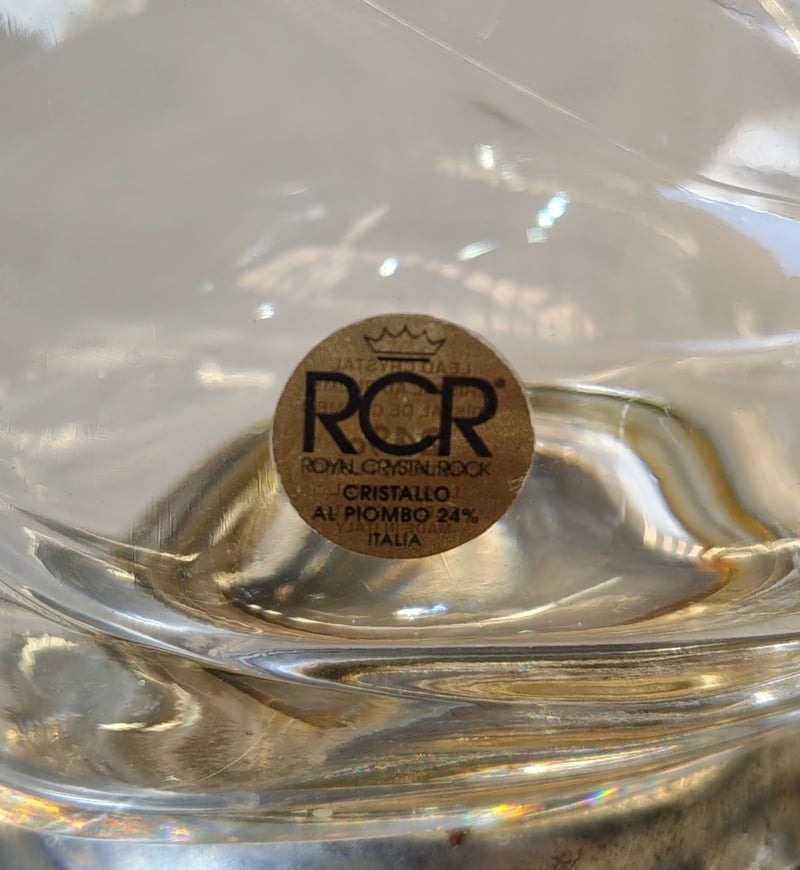 RCR®
ROYAL CRYSTAL ROCK
CRISTALLO
AL PIOMBO 24%
ITALIA